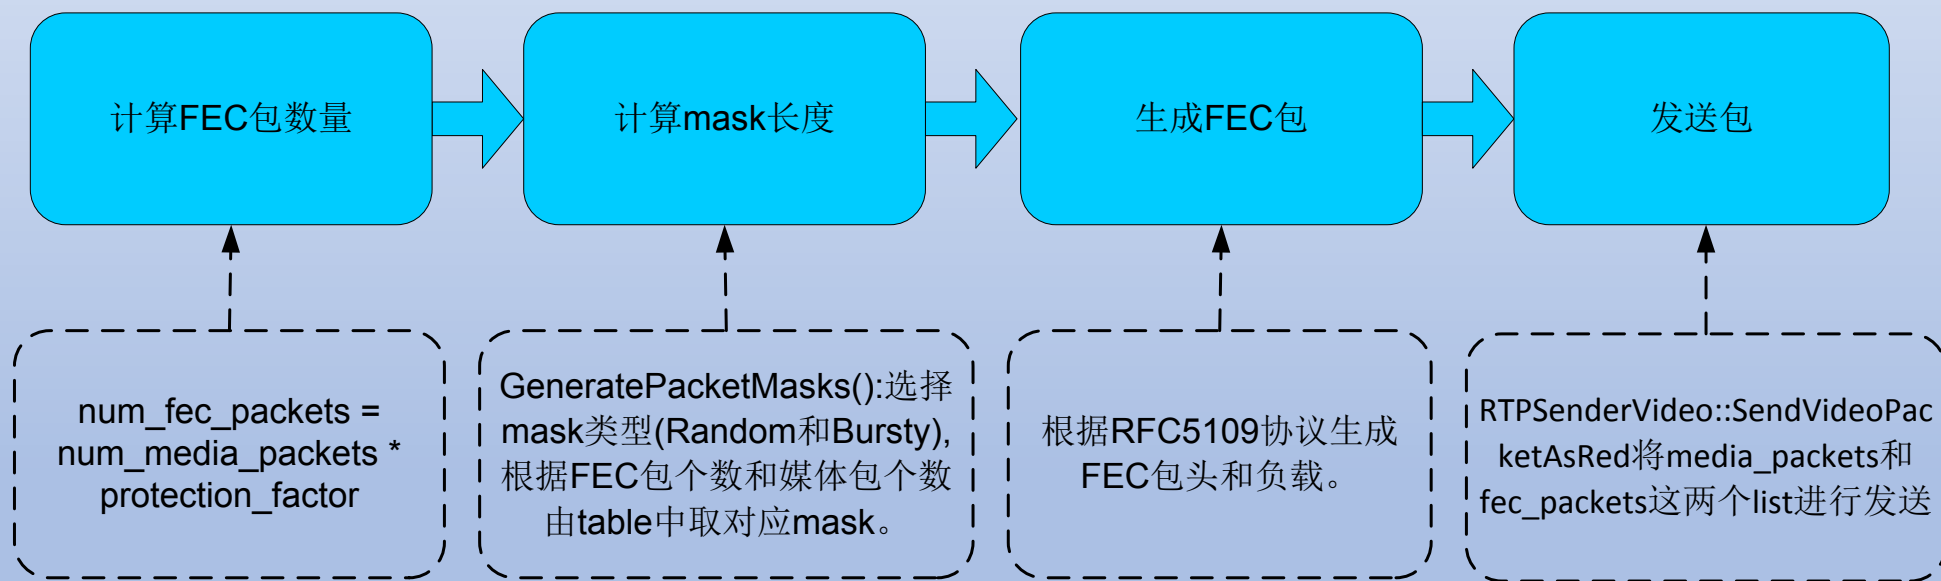 计算FEC包数量
计算mask长度
生成FEC包
发送包
num_fec_packets =
num_media_packets *
protection_factor
GeneratePacketMasks():选择
mask类型(Random和Bursty),
根据FEC包个数和媒体包个数
由table中取对应mask。
根据RFC5109协议生成
FEC包头和负载。
RTPSenderVideo::SendVideoPac
ketAsRed将media_packets和
fec_packets这两个list进行发送